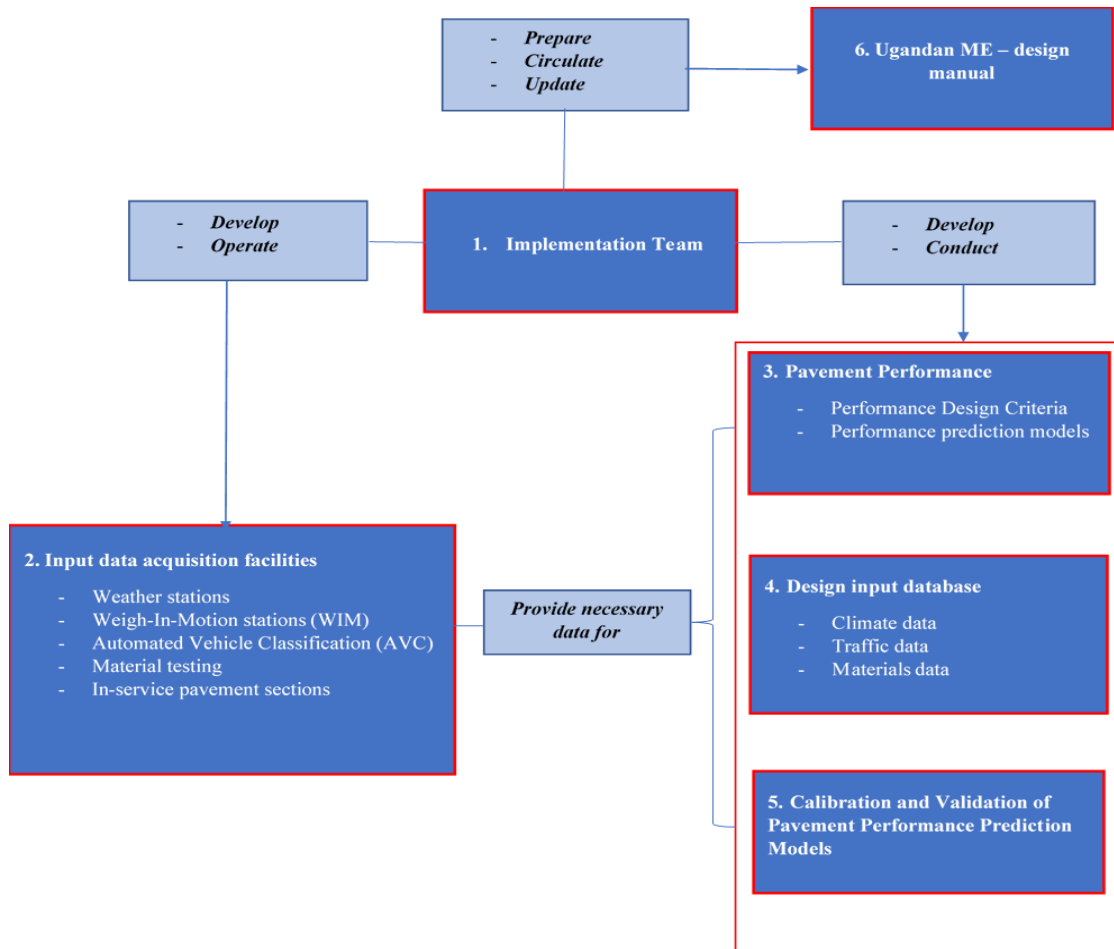 - Prepare
- Circulate
- Update
6. Ugandan ME – design
manual
- Develop
- Operate
1. Implementation Team
- Develop
- Conduct
3. Pavement Performance
- Performance Design Criteria
- Performance prediction models
2. Input data acquisition facilities
- Weather stations
- Weigh-In-Motion stations (WIM)
- Automated Vehicle Classification (AVC)
- Material testing
- In-service pavement sections
Provide necessary
data for
4. Design input database
- Climate data
- Traffic data
- Materials data
5. Calibration and Validation of
Pavement Performance Prediction
Models